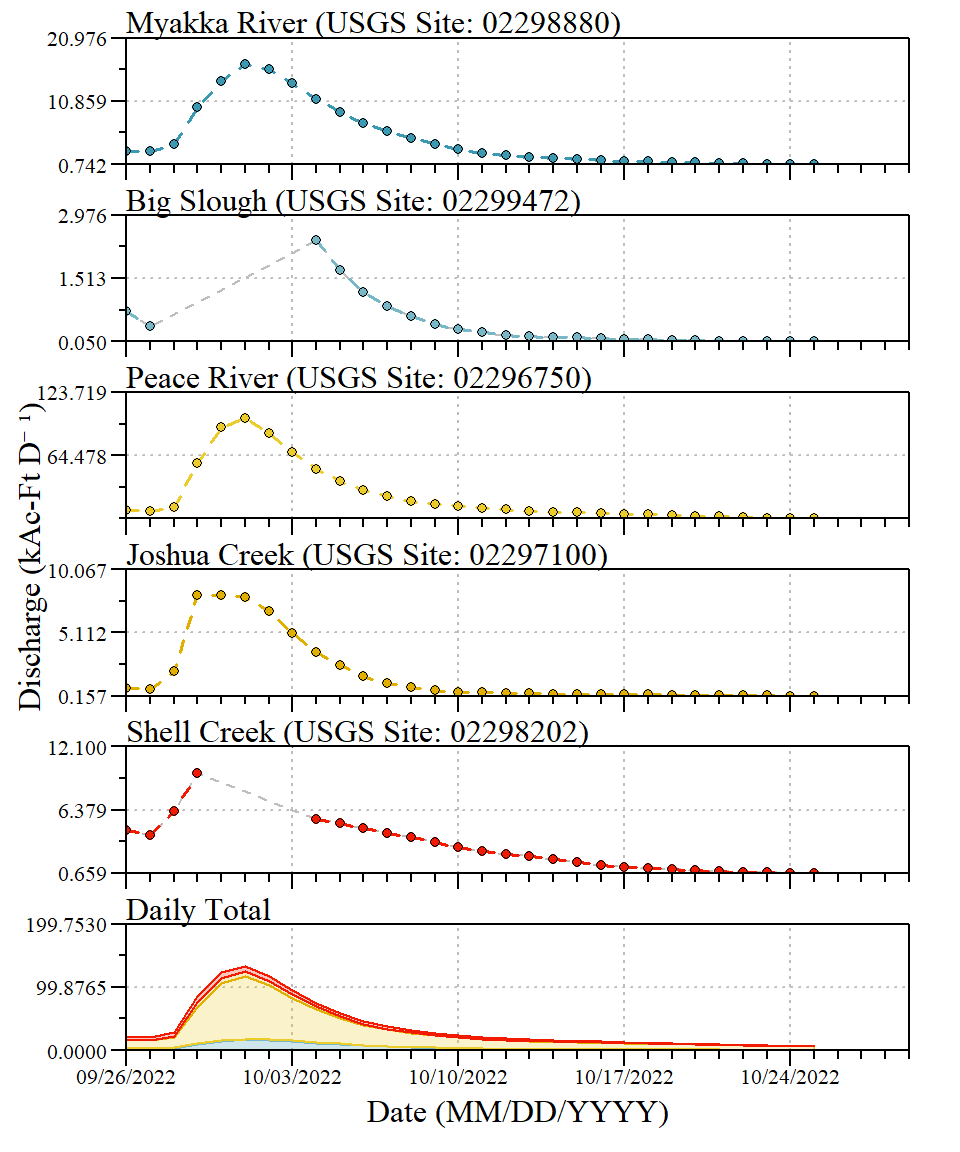 Myakka River (USGS Site: 02298880)
20.976
10.859
0.742
Big Slough (USGS Site: 02299472)
2.976
1.513
0.050
Peace River (USGS Site: 02296750)
123.719
64.478
Joshua Creek (USGS Site: 02297100)
10.067
5.112
0.157
Shell Creek (USGS Site: 02298202)
12.100
6.379
0.659
Daily Total
199.7530
99.8765
0.0000
09/26/2022 10/03/2022 10/10/2022 10/17/2022 10/24/2022
Date (MM/DD/YYYY)
Discharge (kAc-Ft D⁻¹)